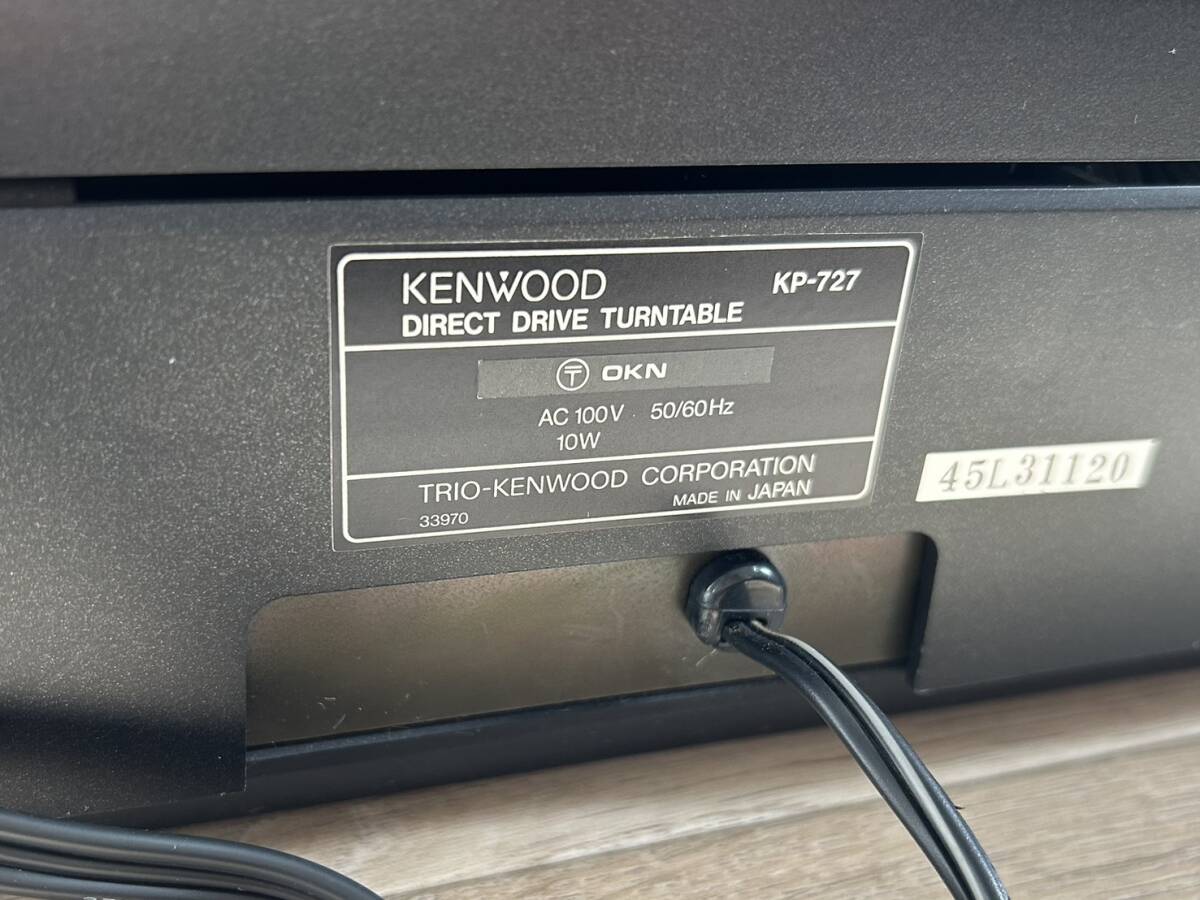 KENWOOD KP-727
DIRECT DRIVE TURNTABLE
〒 OKN
AC 100V 50/60Hz
10W
TRIO-KENWOOD CORPORATION
33970 MADE IN JAPAN
45L31120